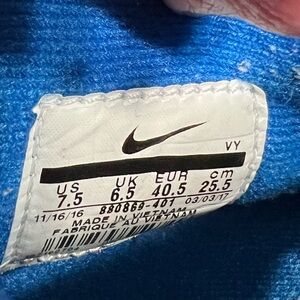 VY
US UK EUR cm
7.5 6.5 40.5 25.5
11/16/16 880869-401 03/03/17
MADE IN VIETNAM
FABRIQUE AU VIETNAM